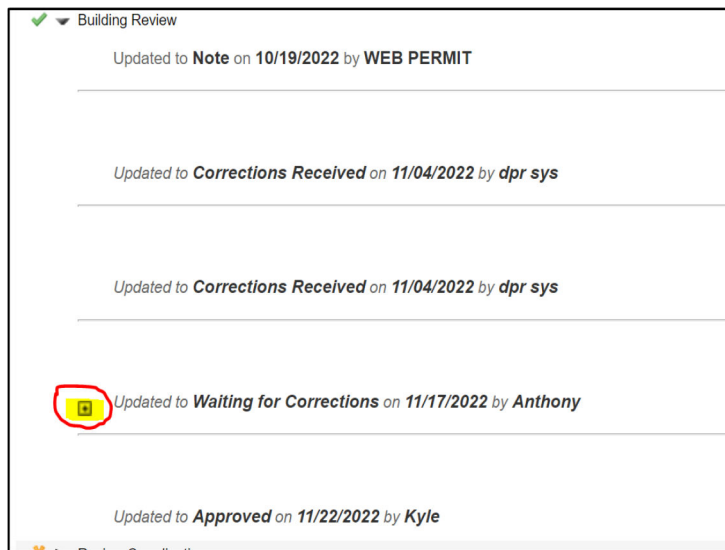 Building Review
Updated to Note on 10/19/2022 by WEB PERMIT
Updated to Corrections Received on 11/04/2022 by dpr sys
Updated to Corrections Received on 11/04/2022 by dpr sys
Updated to Waiting for Corrections on 11/17/2022 by Anthony
Updated to Approved on 11/22/2022 by Kyle